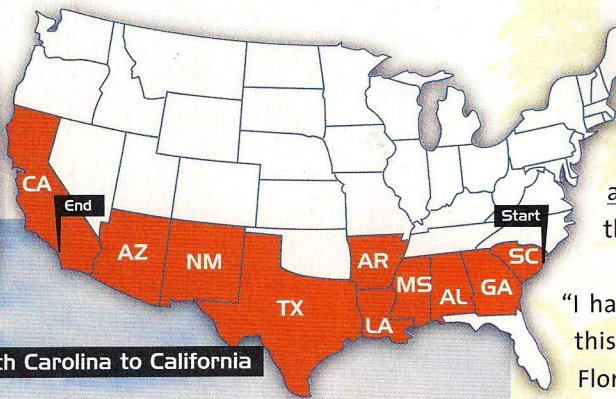 CA
End
AZ
NM
TX
AR
LA
MS
AL
GA
SC
Start
th Carolina to California
a
th
“I ha
this
Flor